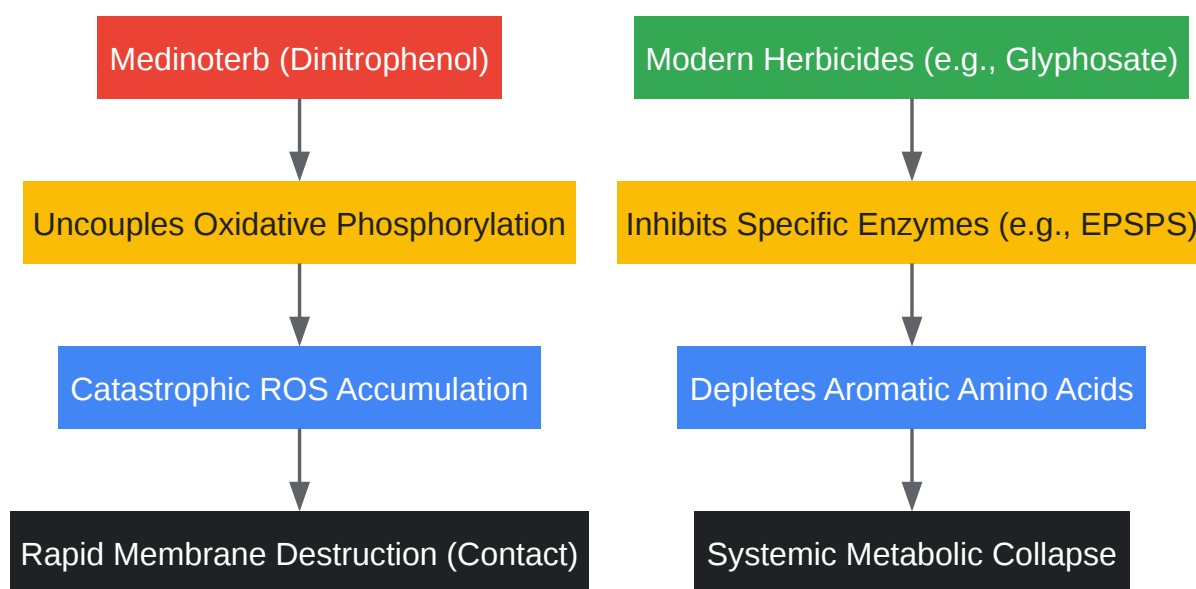 Medinoterb (Dinitrophenol)
Uncouples Oxidative Phosphorylation
Catastrophic ROS Accumulation
Rapid Membrane Destruction (Contact)
Modern Herbicides (e.g., Glyphosate)
Inhibits Specific Enzymes (e.g., EPSPS)
Depletes Aromatic Amino Acids
Systemic Metabolic Collapse